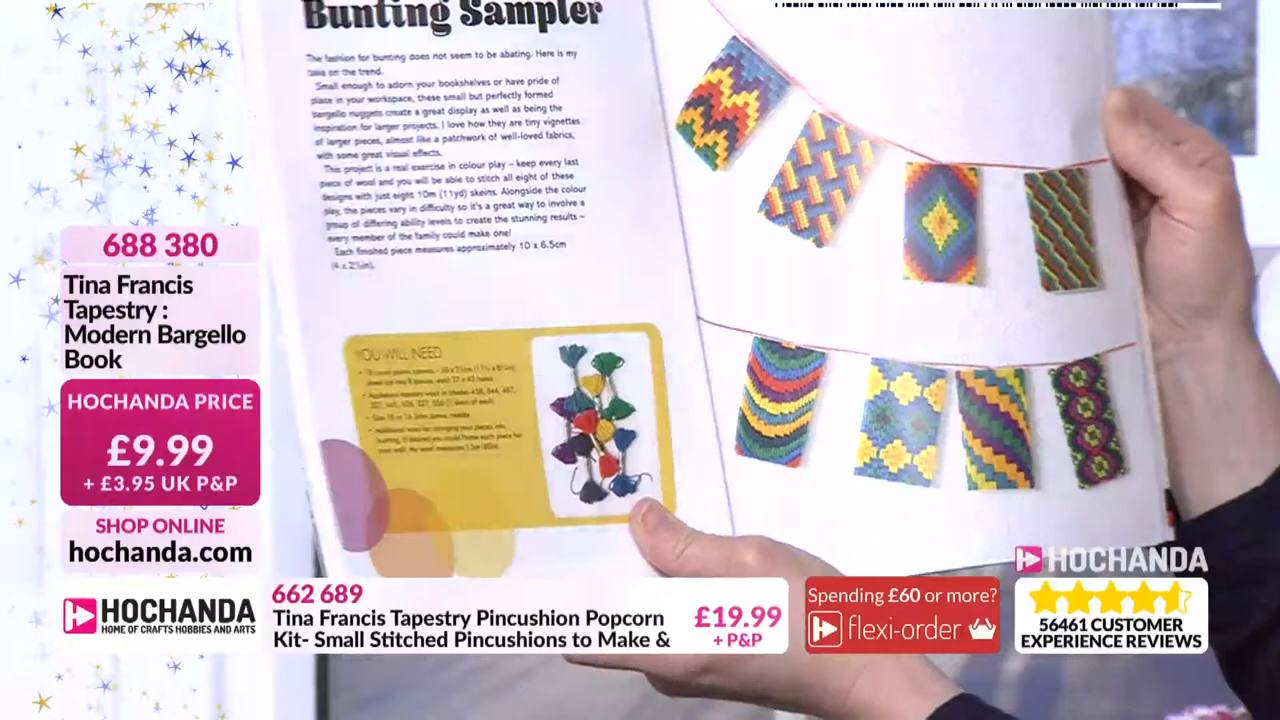 Bunting Sampler
The fashion for bunting does not seem to be abating. Here is my
take on the trend.
Small enough to adorn your bookshelves or have pride of
place in your workspace, these small but perfectly formed
bargello nuggets create a great display as well as being the
inspiration for larger projects. I love how they are tiny vignettes
of larger pieces, almost like a patchwork of well-loved fabrics,
with some great visual effects.
This project is a real exercise in colour play – keep every last
piece of wool and you will be able to stitch all eight of these
designs with just eight 10m (11yd) skeins. Alongside the colour
play, the pieces vary in difficulty so it's a great way to involve a
group of differing ability levels to create the stunning results –
every member of the family could make one!
Each finished piece measures approximately 10 x 6.5cm
YOU WILL NEED
688 380
Tina Francis
Tapestry :
Modern Bargello
Book
HOCHANDA PRICE
£9.99
+ £3.95 UK P&P
SHOP ONLINE
hochanda.com
HOCHANDA
HOME OF CRAFTS HOBBIES AND ARTS
662 689
Tina Francis Tapestry Pincushion Popcorn
Kit- Small Stitched Pincushions to Make &
£19.99
+ P&P
Spending £60 or more?
flexi-order
HOCHANDA
56461 CUSTOMER
EXPERIENCE REVIEWS